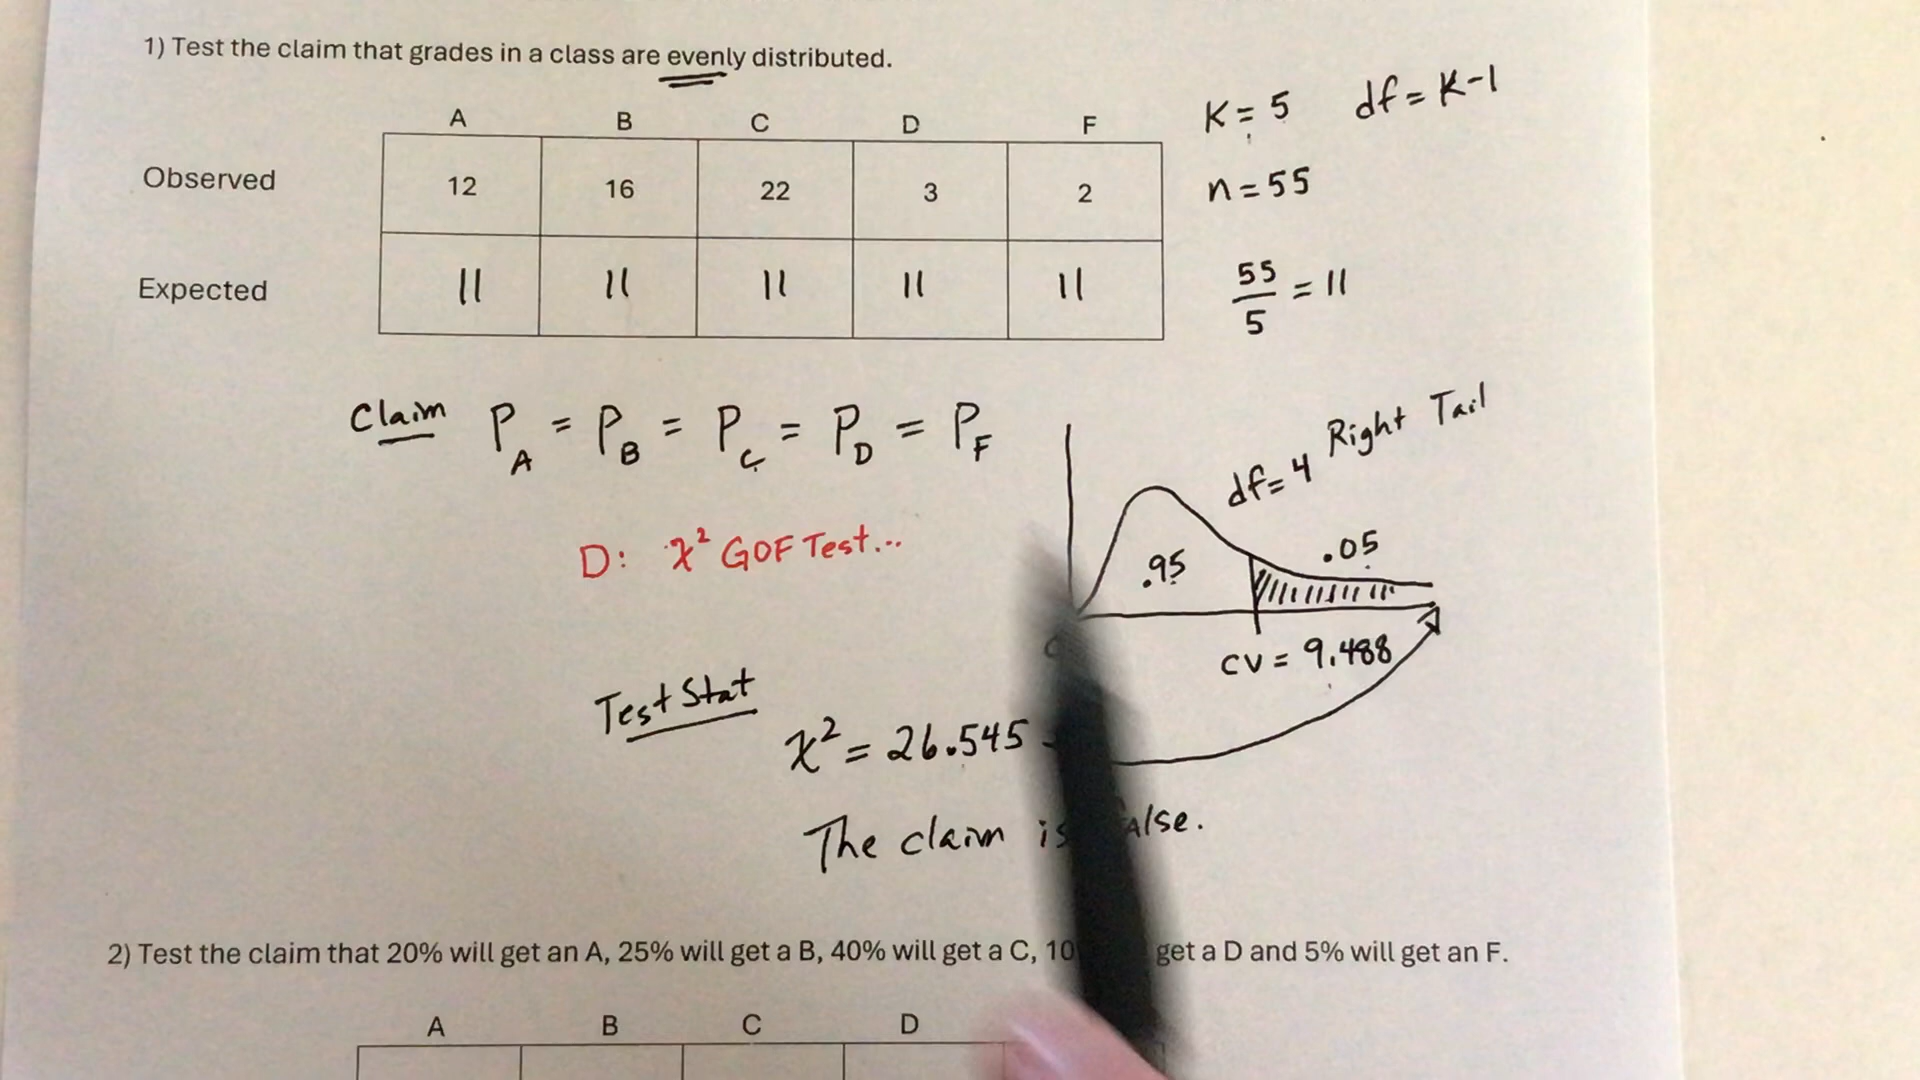 1) Test the claim that grades in a class are evenly distributed.
A B C D F
K = 5 df = K-1
Observed 12 16 22 3 2
n = 55
Expected 11 11 11 11 11
55
5
= 11
Claim P_A = P_B = P_C = P_D = P_F
Right Tail
df = 4
D: χ² GOF Test...
.95 .05
CV = 9.488
Test Stat
χ² = 26.545
The claim is False.
2) Test the claim that 20% will get an A, 25% will get a B, 40% will get a C, 10 get a D and 5% will get an F.
A B C D